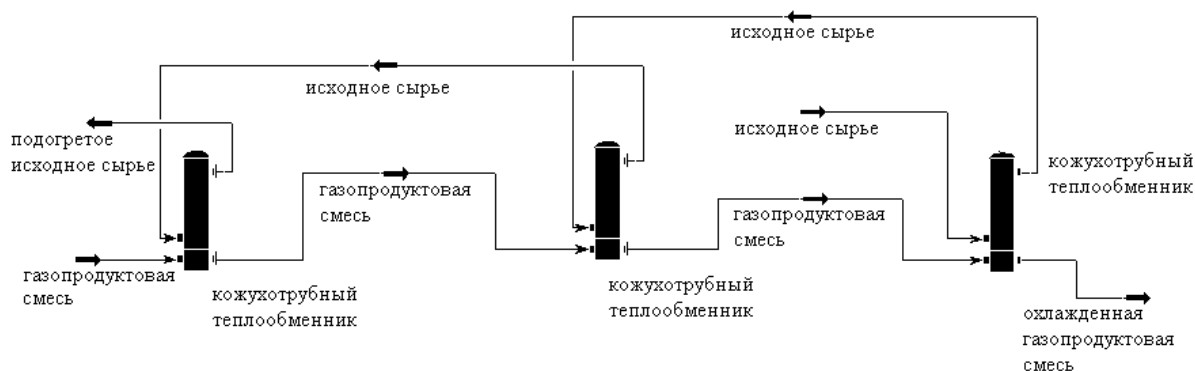 исходное сырье
исходное сырье
подогретое
исходное сырье
исходное сырье
кожухотрубный
теплообменник
газопродуктовая
смесь
газопродуктовая
смесь
газопродуктовая
смесь
кожухотрубный
теплообменник
кожухотрубный
теплообменник
охлажденная
газопродуктовая
смесь